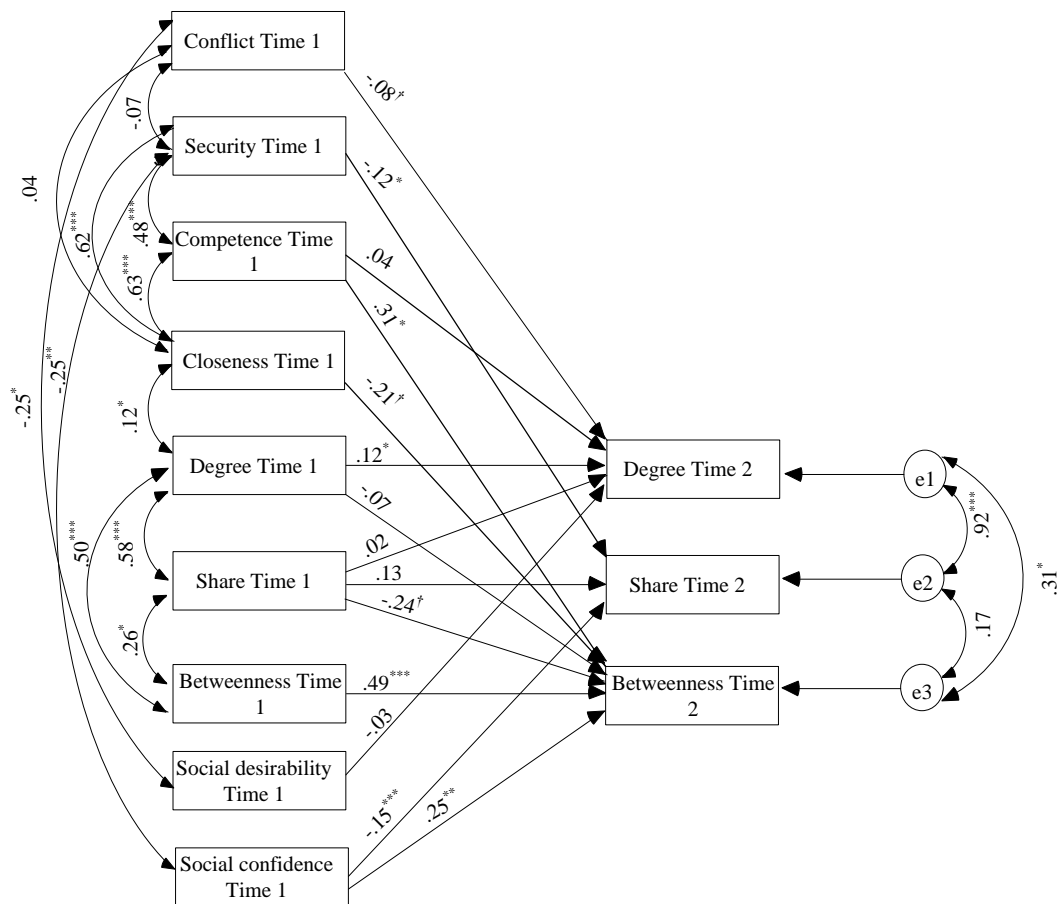 Conflict Time 1
-.08†
-.07
Security Time 1
-.12*
.04
.62***
.48***
Competence Time
1
.04
.31*
.63***
Closeness Time 1
-.25**
-.25*
-.21†
.12*
Degree Time 1
.12*
-.07
Degree Time 2
e1
.92***
.50***
.58***
.02
Share Time 1
.13
-.24†
Share Time 2
e2
.31*
.17
.26*
Betweenness Time
1
.49***
Betweenness Time
2
e3
-.03
Social desirability
Time 1
-.15***
.25**
Social confidence
Time 1